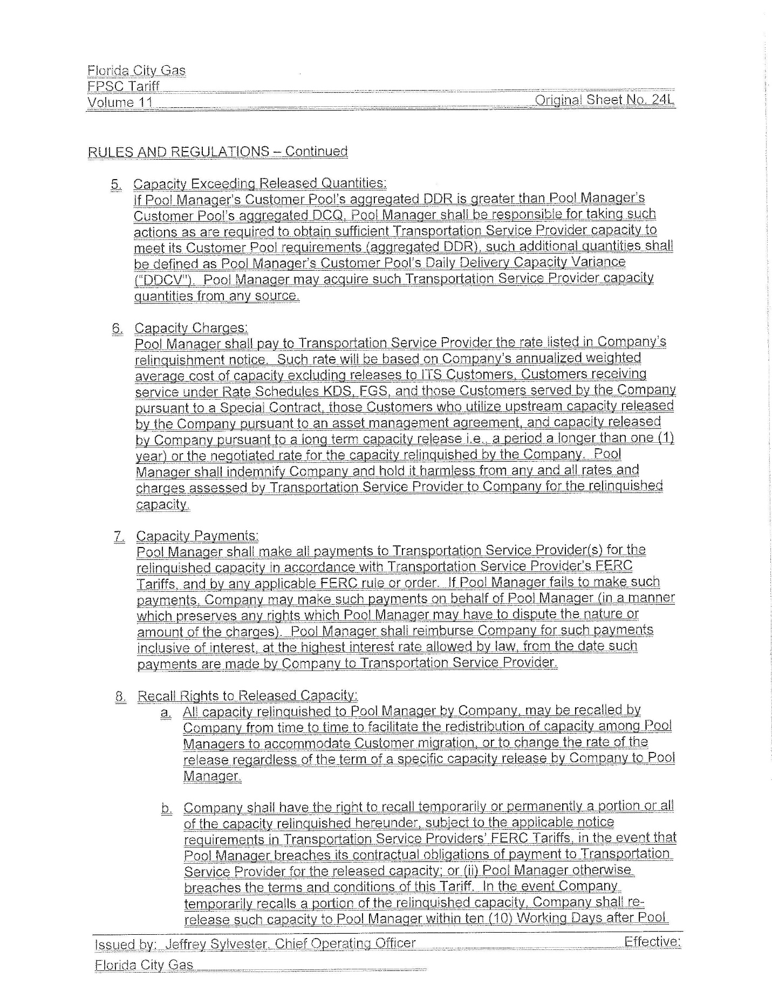 Florida City Gas
FPSC Tariff
Volume 11 Original Sheet No. 24L
RULES AND REGULATIONS – Continued
5. Capacity Exceeding Released Quantities:
If Pool Manager's Customer Pool's aggregated DDR is greater than Pool Manager's
Customer Pool's aggregated DCQ, Pool Manager shall be responsible for taking such
actions as are required to obtain sufficient Transportation Service Provider capacity to
meet its Customer Pool requirements (aggregated DDR), such additional quantities shall
be defined as Pool Manager's Customer Pool's Daily Delivery Capacity Variance
("DDCV"). Pool Manager may acquire such Transportation Service Provider capacity
quantities from any source.
6. Capacity Charges:
Pool Manager shall pay to Transportation Service Provider the rate listed in Company's
relinquishment notice. Such rate will be based on Company's annualized weighted
average cost of capacity excluding releases to ITS Customers, Customers receiving
service under Rate Schedules KDS, FGS, and those Customers served by the Company
pursuant to a Special Contract, those Customers who utilize upstream capacity released
by the Company pursuant to an asset management agreement, and capacity released
by Company pursuant to a long term capacity release i.e., a period a longer than one (1)
year) or the negotiated rate for the capacity relinquished by the Company. Pool
Manager shall indemnify Company and hold it harmless from any and all rates and
charges assessed by Transportation Service Provider to Company for the relinquished
capacity.
7. Capacity Payments:
Pool Manager shall make all payments to Transportation Service Provider(s) for the
relinquished capacity in accordance with Transportation Service Provider's FERC
Tariffs, and by any applicable FERC rule or order. If Pool Manager fails to make such
payments, Company may make such payments on behalf of Pool Manager (in a manner
which preserves any rights which Pool Manager may have to dispute the nature or
amount of the charges). Pool Manager shall reimburse Company for such payments
inclusive of interest, at the highest interest rate allowed by law, from the date such
payments are made by Company to Transportation Service Provider.
8. Recall Rights to Released Capacity:
a. All capacity relinquished to Pool Manager by Company, may be recalled by
Company from time to time to facilitate the redistribution of capacity among Pool
Managers to accommodate Customer migration, or to change the rate of the
release regardless of the term of a specific capacity release by Company to Pool
Manager.
b. Company shall have the right to recall temporarily or permanently a portion or all
of the capacity relinquished hereunder, subject to the applicable notice
requirements in Transportation Service Providers' FERC Tariffs, in the event that
Pool Manager breaches its contractual obligations of payment to Transportation
Service Provider for the released capacity; or (ii) Pool Manager otherwise
breaches the terms and conditions of this Tariff. In the event Company
temporarily recalls a portion of the relinquished capacity, Company shall re-
release such capacity to Pool Manager within ten (10) Working Days after Pool
Issued by: Jeffrey Sylvester, Chief Operating Officer Effective:
Florida City Gas